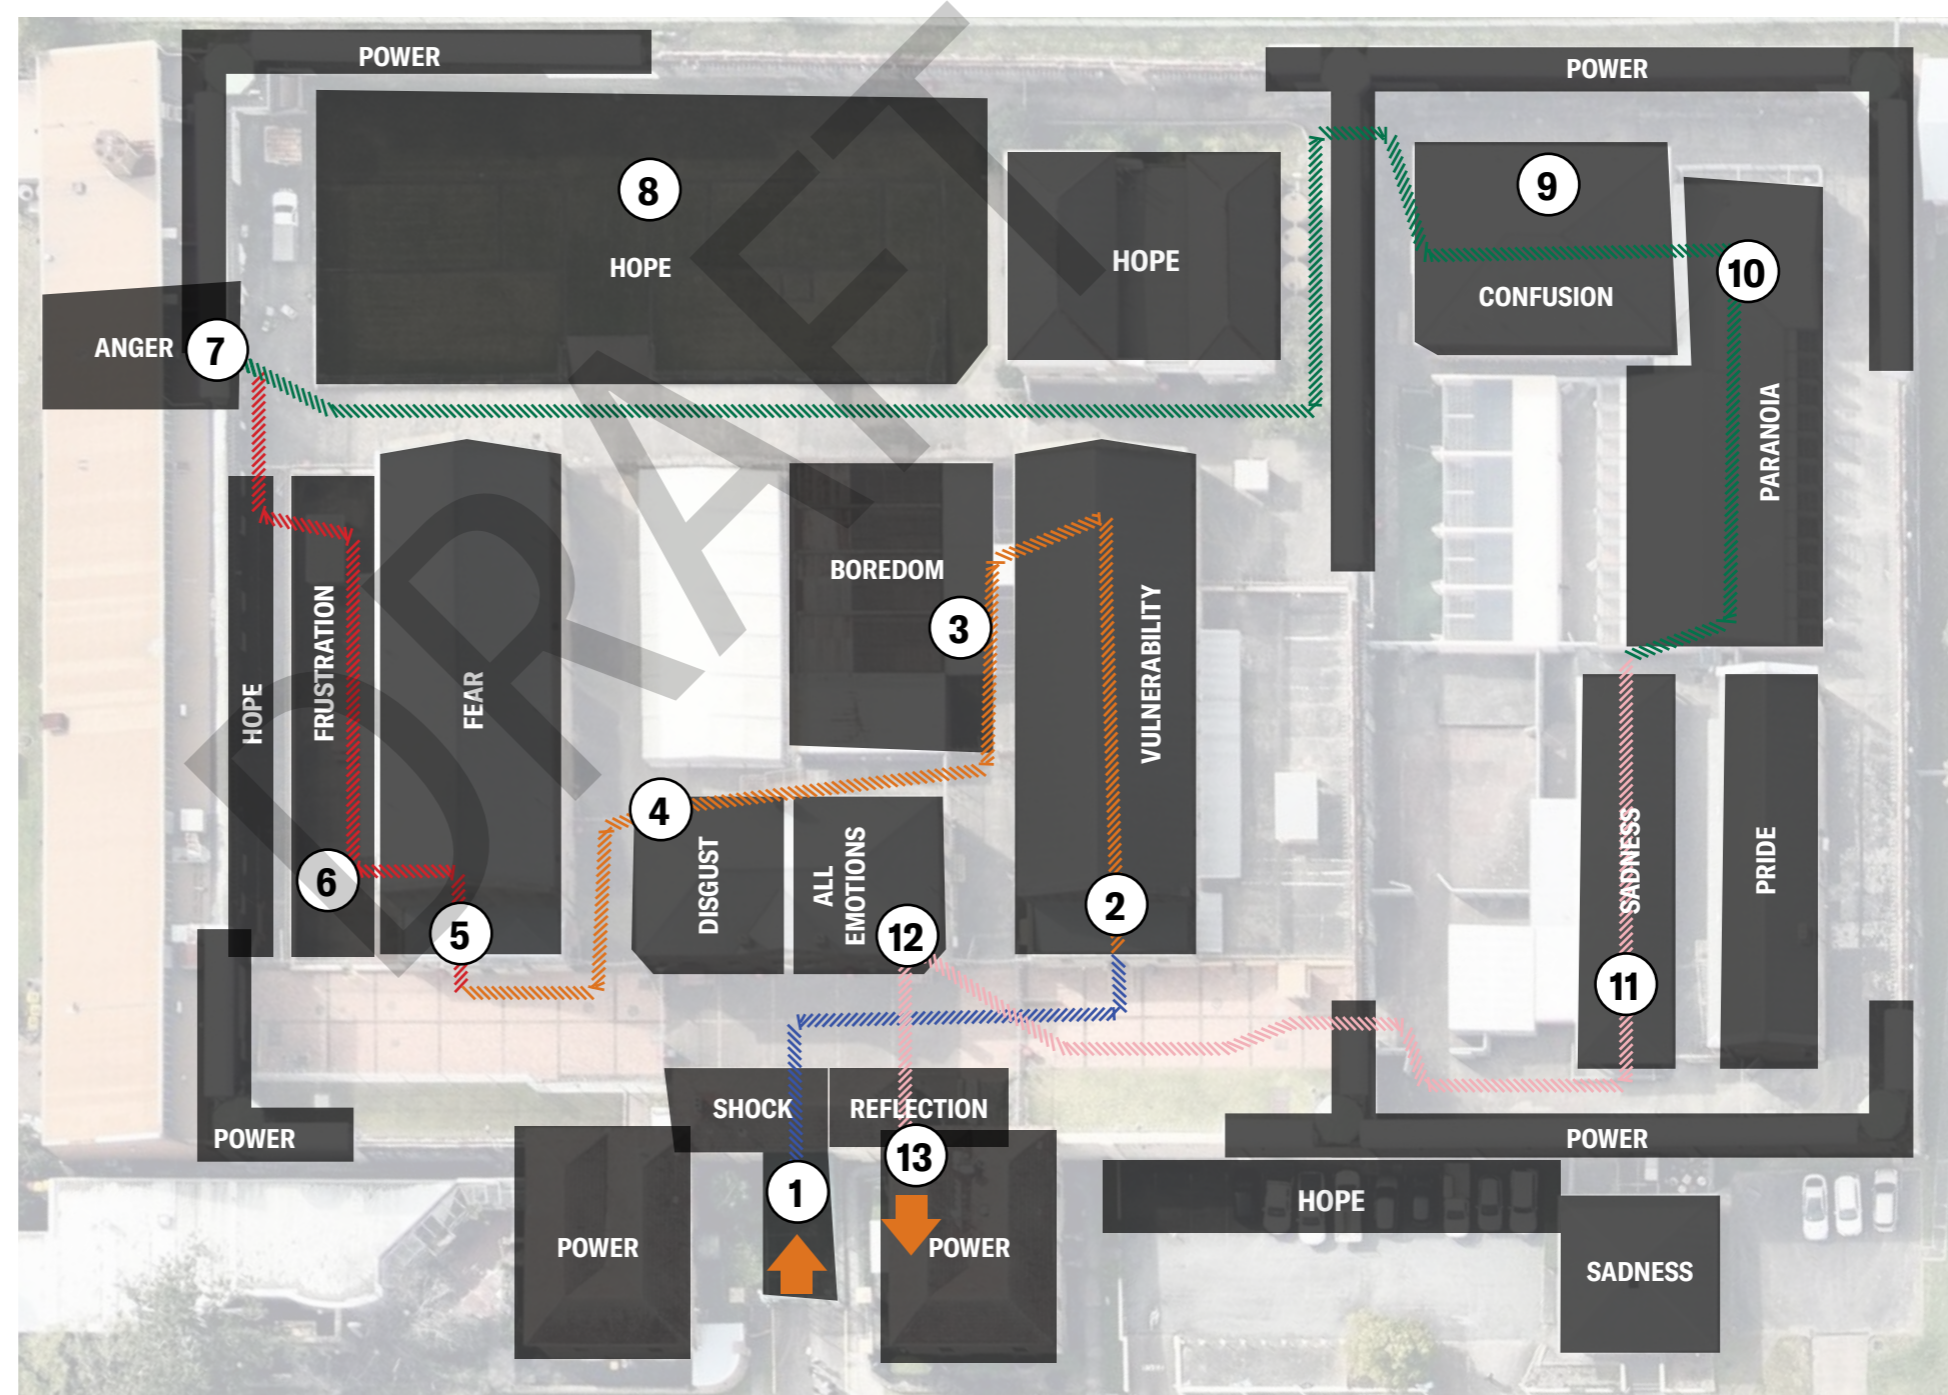 POWER
POWER
8
9
HOPE
HOPE
10
CONFUSION
ANGER
7
PARANOIA
BOREDOM
3
HOPE
FRUSTRATION
FEAR
VULNERABILITY
4
DISGUST
ALL
EMOTIONS
SADNESS
PRIDE
6
5
12
2
11
SHOCK
REFLECTION
POWER
POWER
13
1
HOPE
POWER
POWER
SADNESS
DRAFT